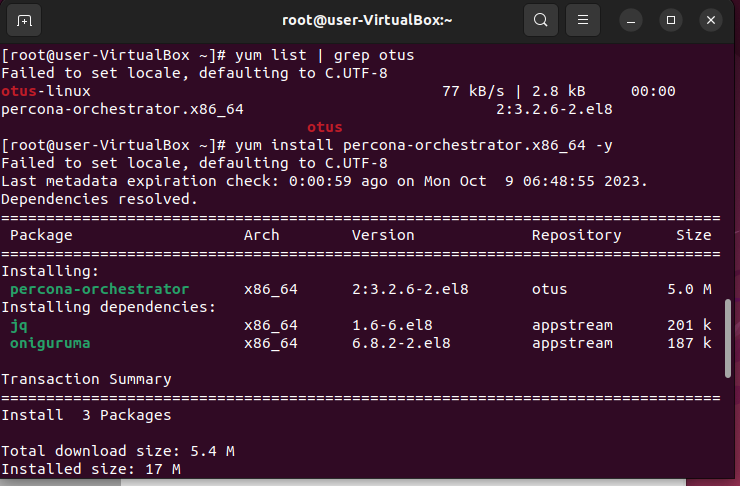 root@user-VirtualBox:~
[root@user-VirtualBox ~]# yum list | grep otus
Failed to set locale, defaulting to C.UTF-8
otus-linux                                       77 kB/s | 2.8 kB     00:00
percona-orchestrator.x86_64                            2:3.2.6-2.el8
                                  otus
[root@user-VirtualBox ~]# yum install percona-orchestrator.x86_64 -y
Failed to set locale, defaulting to C.UTF-8
Last metadata expiration check: 0:00:59 ago on Mon Oct  9 06:48:55 2023.
Dependencies resolved.
================================================================================
 Package                   Arch        Version             Repository      Size
================================================================================
Installing:
 percona-orchestrator      x86_64      2:3.2.6-2.el8       otus           5.0 M
Installing dependencies:
 jq                        x86_64      1.6-6.el8           appstream      201 k
 oniguruma                 x86_64      6.8.2-2.el8         appstream      187 k

Transaction Summary
================================================================================
Install  3 Packages

Total download size: 5.4 M
Installed size: 17 M